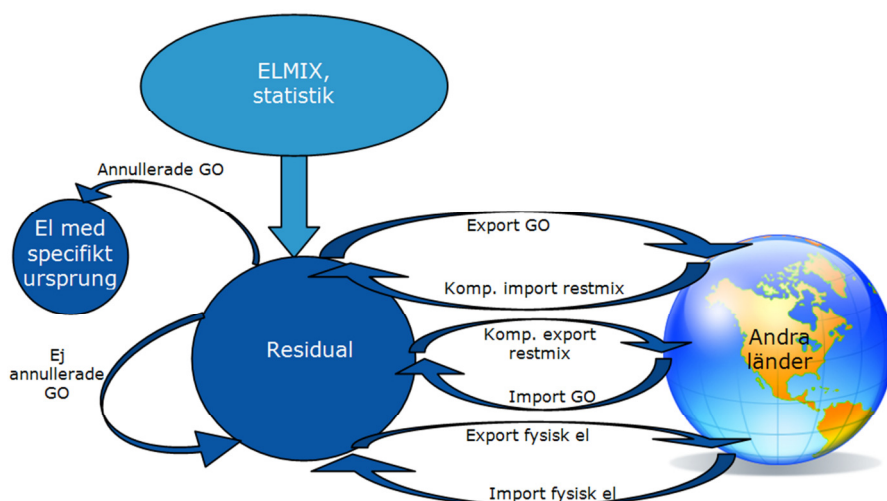 ELMIX,
statistik
Annullerade GO
El med
specifikt
ursprung
Export GO
Komp. import restmix
Ej
annullerade
GO
Residual
Komp. export
restmix
Import GO
Andra
länder
Export fysisk el
Import fysisk el